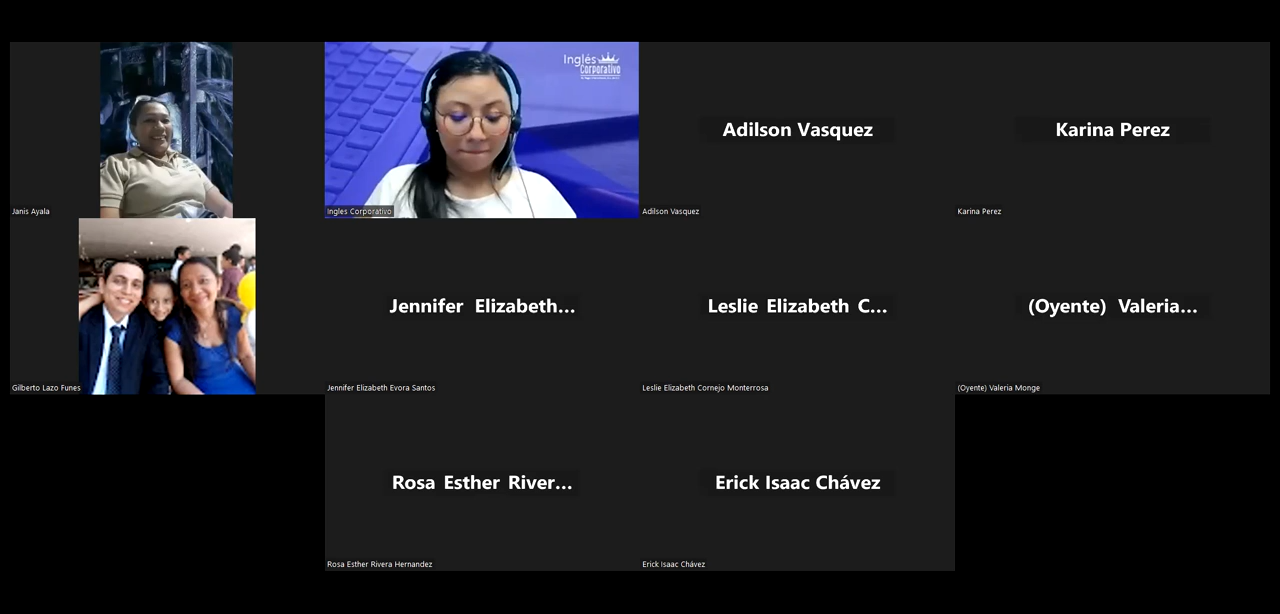 Inglés
Corporativo
Adilson Vasquez
Karina Perez
Janis Ayala
Ingles Corporativo
Adilson Vasquez
Karina Perez
Jennifer Elizabeth...
Leslie Elizabeth C...
(Oyente) Valeria...
Gilberto Lazo Funes
Jennifer Elizabeth Evora Santos
Leslie Elizabeth Cornejo Monterrosa
(Oyente) Valeria Monge
Rosa Esther River...
Erick Isaac Chávez
Rosa Esther Rivera Hernandez
Erick Isaac Chávez